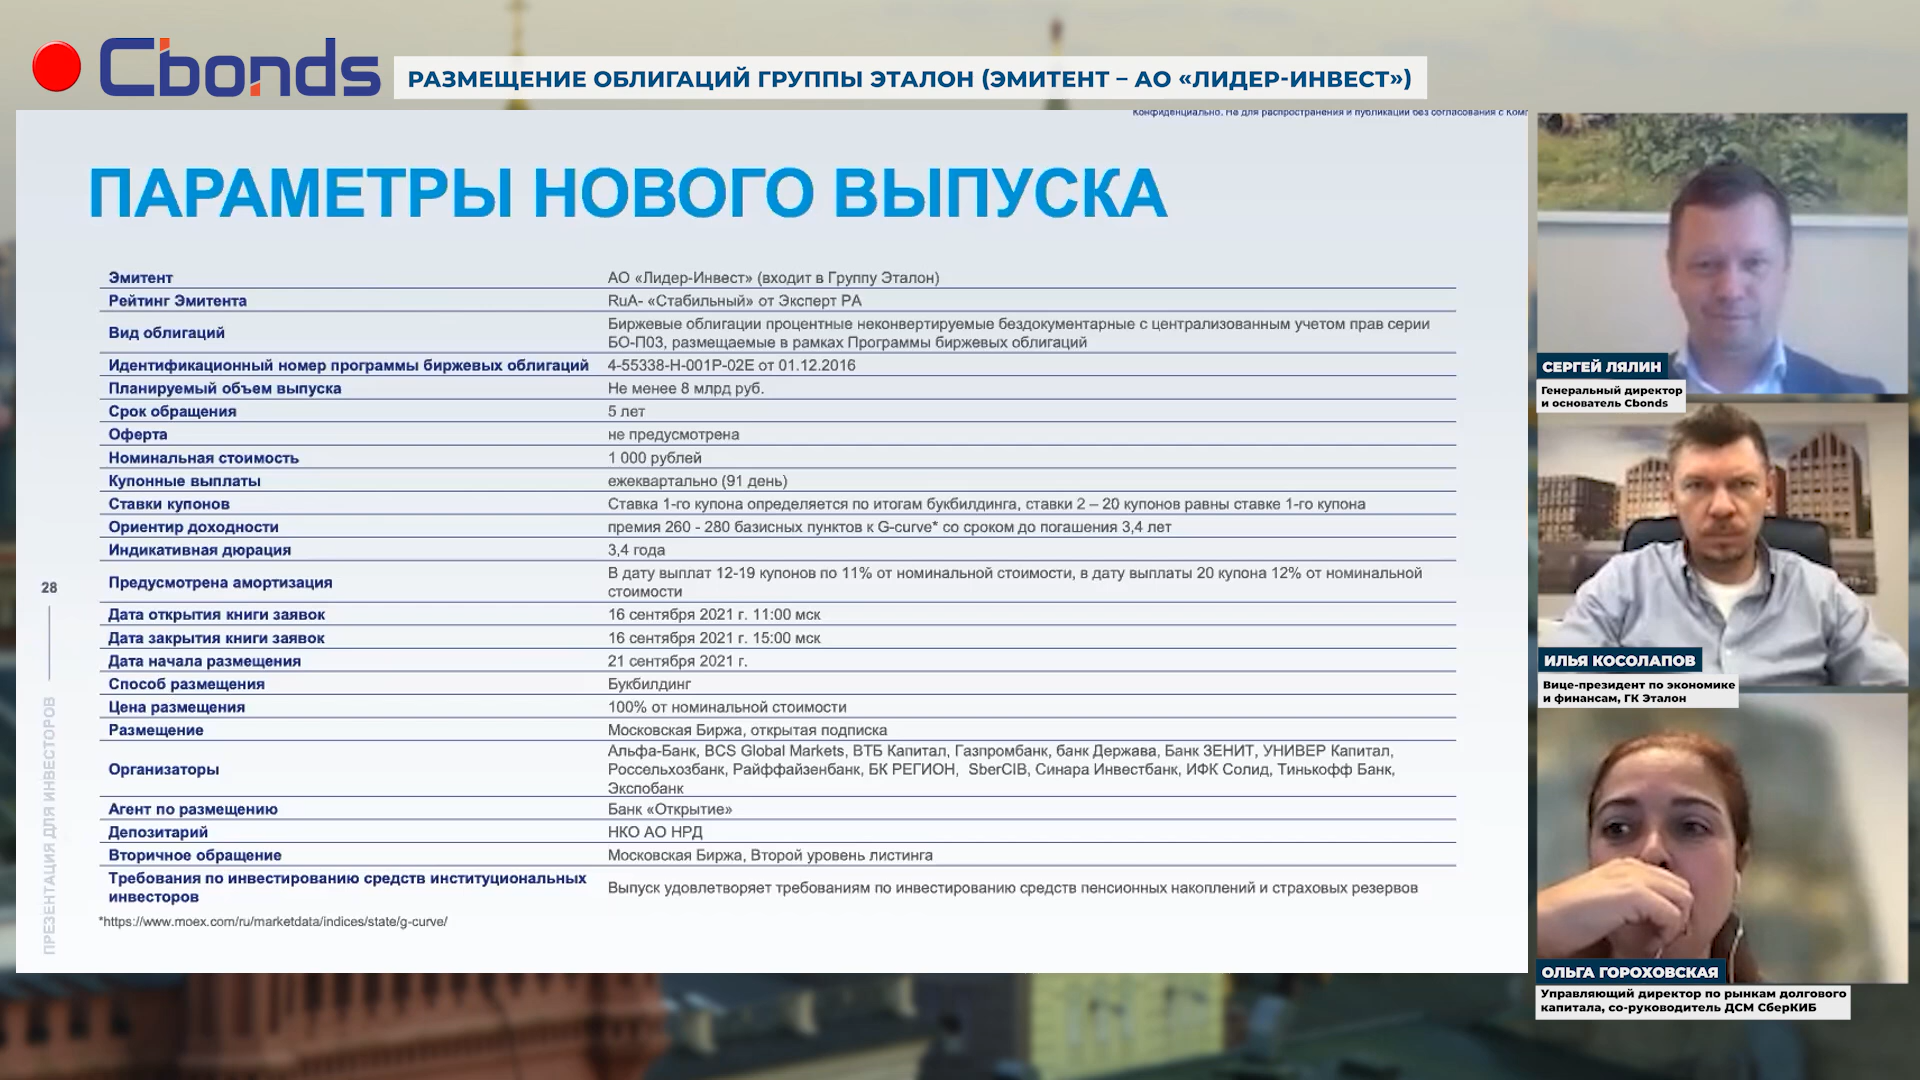 Cbonds
РАЗМЕЩЕНИЕ ОБЛИГАЦИЙ ГРУППЫ ЭТАЛОН (ЭМИТЕНТ – АО «ЛИДЕР-ИНВЕСТ»)
Конфиденциально. Не для распространения и публикации без согласования с
ПАРАМЕТРЫ НОВОГО ВЫПУСКА
Эмитент АО «Лидер-Инвест» (входит в Группу Эталон)
Рейтинг Эмитента RuA- «Стабильный» от Эксперт РА
Вид облигаций Биржевые облигации процентные неконвертируемые бездокументарные с централизованным учетом прав серии
БО-П03, размещаемые в рамках Программы биржевых облигаций
Идентификационный номер программы биржевых облигаций 4-55338-H-001P-02E от 01.12.2016
Планируемый объем выпуска Не менее 8 млрд руб.
Срок обращения 5 лет
Оферта не предусмотрена
Номинальная стоимость 1 000 рублей
Купонные выплаты ежеквартально (91 день)
Ставки купонов Ставка 1-го купона определяется по итогам букбилдинга, ставки 2 – 20 купонов равны ставке 1-го купона
Ориентир доходности премия 260 - 280 базисных пунктов к G-curve* со сроком до погашения 3,4 лет
Индикативная дюрация 3,4 года
Предусмотрена амортизация В дату выплат 12-19 купонов по 11% от номинальной стоимости, в дату выплаты 20 купона 12% от номинальной
стоимости
Дата открытия книги заявок 16 сентября 2021 г. 11:00 мск
Дата закрытия книги заявок 16 сентября 2021 г. 15:00 мск
Дата начала размещения 21 сентября 2021 г.
Способ размещения Букбилдинг
Цена размещения 100% от номинальной стоимости
Размещение Московская Биржа, открытая подписка
Организаторы Альфа-Банк, BCS Global Markets, ВТБ Капитал, Газпромбанк, банк Держава, Банк ЗЕНИТ, УНИВЕР Капитал,
Россельхозбанк, Райффайзенбанк, БК РЕГИОН, SberCIB, Синара Инвестбанк, ИФК Солид, Тинькофф Банк,
Экспобанк
Агент по размещению Банк «Открытие»
Депозитарий НКО АО НРД
Вторичное обращение Московская Биржа, Второй уровень листинга
Требования по инвестированию средств институциональных
инвесторов Выпуск удовлетворяет требованиям по инвестированию средств пенсионных накоплений и страховых резервов
*https://www.moex.com/ru/marketdata/indices/state/g-curve/
28
ПРЕЗЕНТАЦИЯ ДЛЯ ИНВЕСТОРОВ
СЕРГЕЙ ЛЯЛИН
Генеральный директор
и основатель Cbonds
ИЛЬЯ КОСОЛАПОВ
Вице-президент по экономике
и финансам, ГК Эталон
ОЛЬГА ГОРОХОВСКАЯ
Управляющий директор по рынкам долгового
капитала, со-руководитель ДСМ СберКИБ